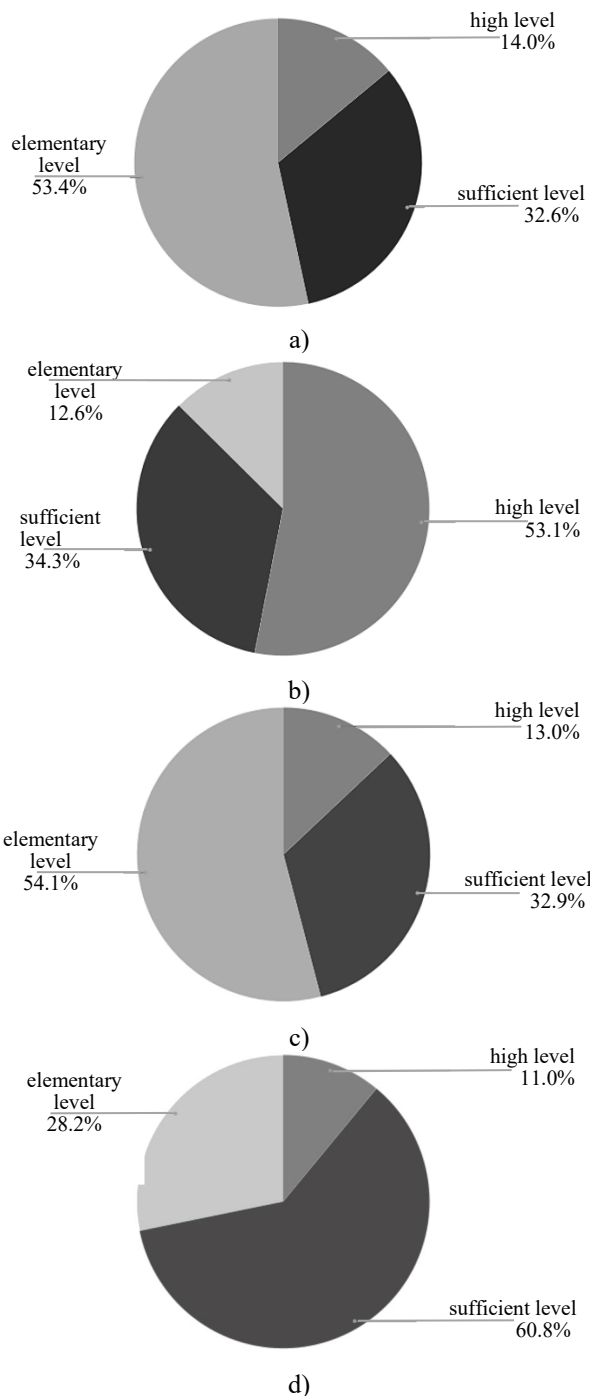 high level
14.0%
elementary
level
53.4%
sufficient level
32.6%
a)
elementary
level
12.6%
high level
53.1%
sufficient
level
34.3%
b)
high level
13.0%
elementary
level
54.1%
sufficient level
32.9%
c)
high level
11.0%
elementary
level
28.2%
sufficient level
60.8%
d)